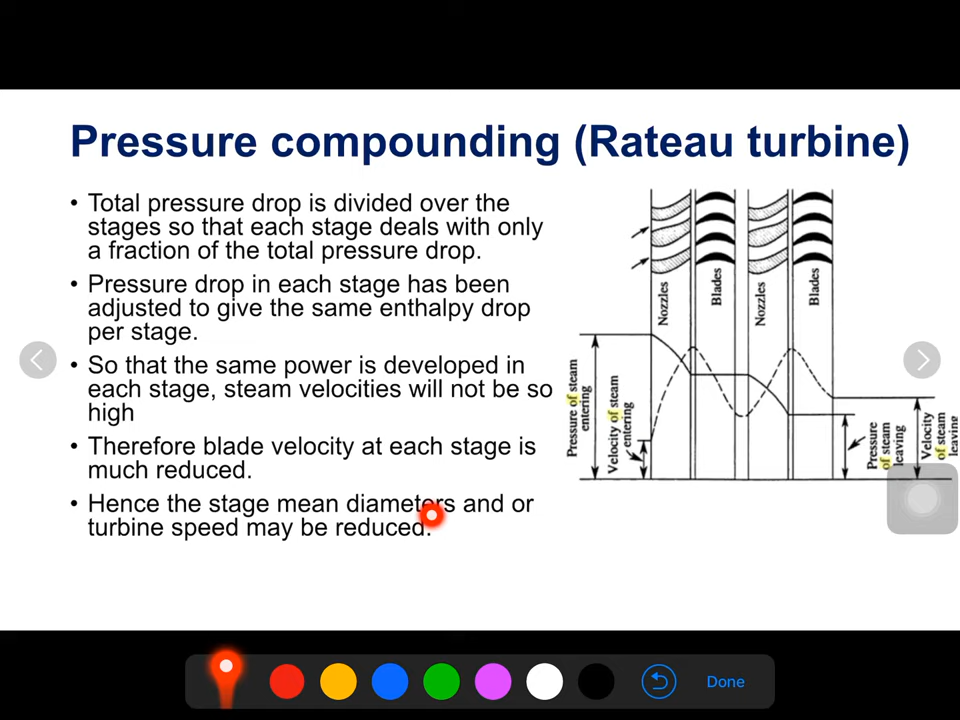 Pressure compounding (Rateau turbine)
• Total pressure drop is divided over the
stages so that each stage deals with only
a fraction of the total pressure drop.
• Pressure drop in each stage has been
adjusted to give the same enthalpy drop
per stage.
• So that the same power is developed in
each stage, steam velocities will not be so
high
• Therefore blade velocity at each stage is
much reduced.
• Hence the stage mean diameters and or
turbine speed may be reduced.
Nozzles
Blades
Nozzles
Blades
Pressure of steam
entering
Velocity of steam
entering
Pressure
of steam
leaving
Velocity
of steam
leaving
Done